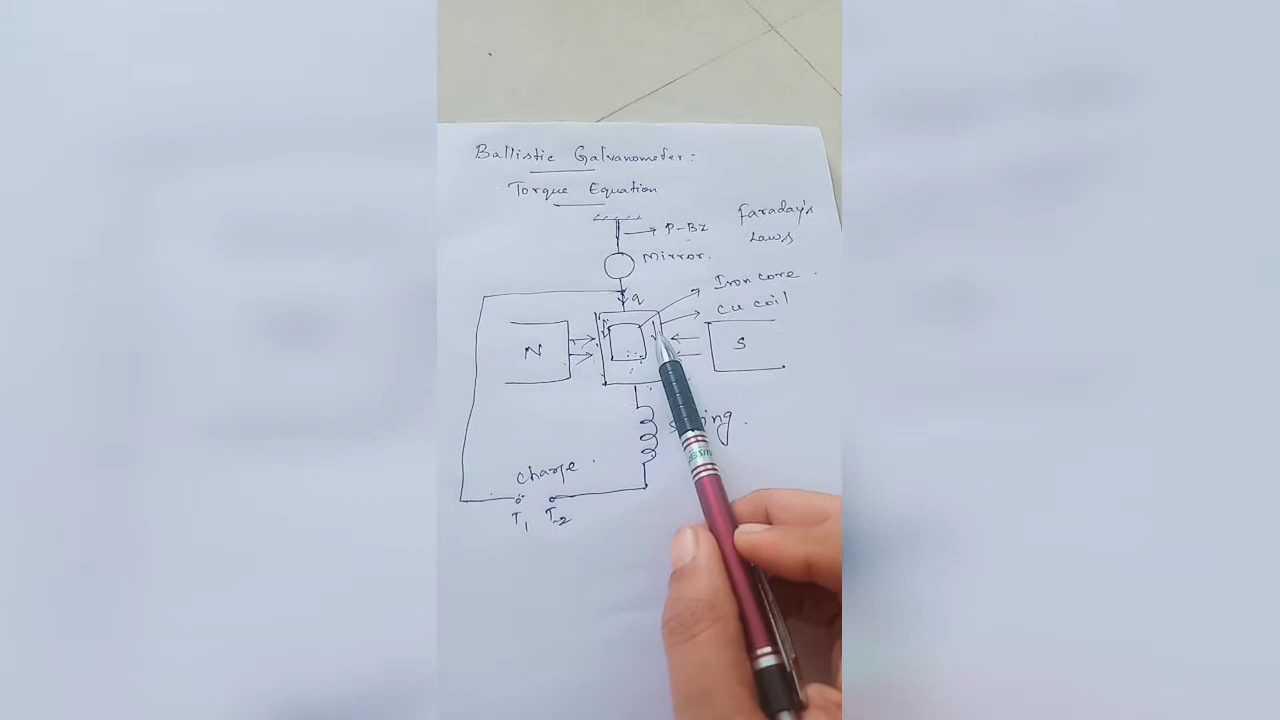 Ballistic Galvanometer:
Torque Equation
Faraday's
Laws
P-BZ
Mirror.
Iron core.
q
Cu coil
N
S
Charge.
T1 T2